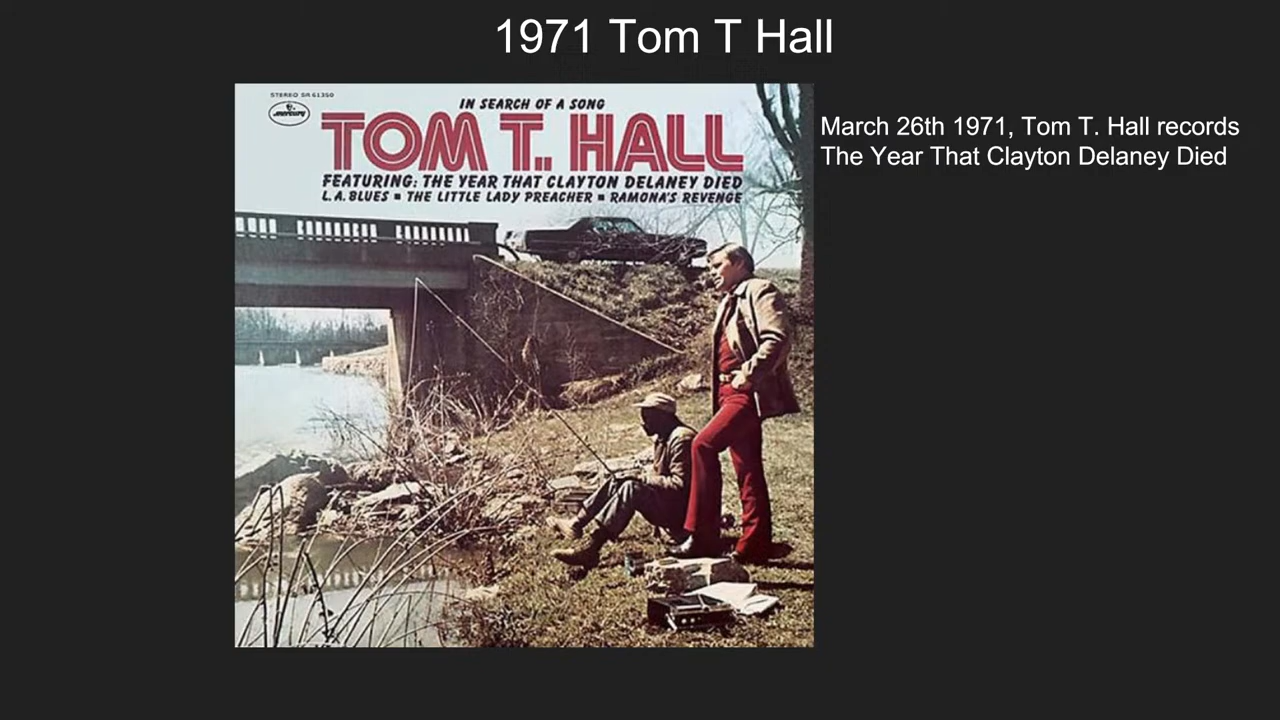 1971 Tom T Hall
STEREO SR 61350
mercury
IN SEARCH OF A SONG
TOM T. HALL
FEATURING: THE YEAR THAT CLAYTON DELANEY DIED
L.A. BLUES ▪ THE LITTLE LADY PREACHER ▪ RAMONA'S REVENGE
March 26th 1971, Tom T. Hall records
The Year That Clayton Delaney Died